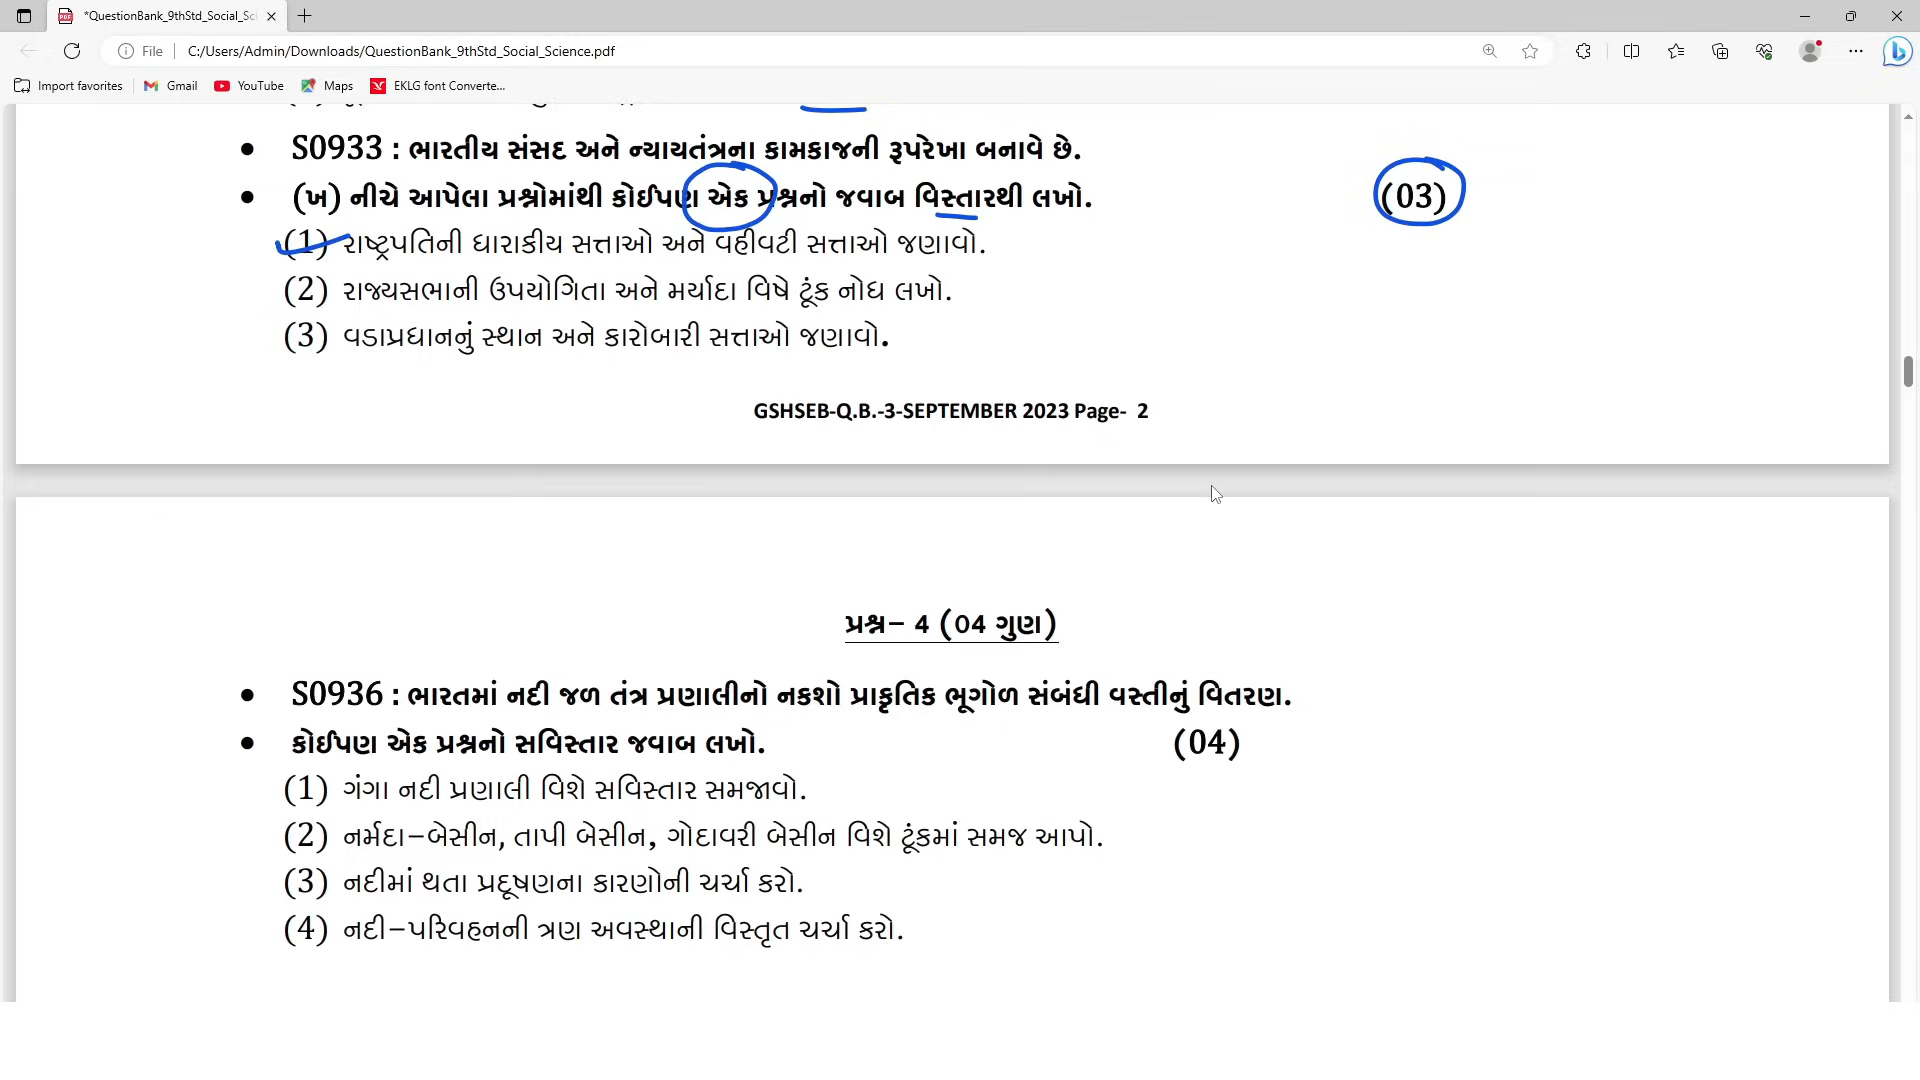 *QuestionBank_9thStd_Social_Sci
File
C:/Users/Admin/Downloads/QuestionBank_9thStd_Social_Science.pdf
Import favorites
Gmail
YouTube
Maps
EKLG font Converte...
• S0933 : ભારતીય સંસદ અને ન્યાયતંત્રના કામકાજની રૂપરેખા બનાવે છે.
• (ખ) નીચે આપેલા પ્રશ્નોમાંથી કોઈપણ એક પ્રશ્નનો જવાબ વિસ્તારથી લખો. (03)
(1) રાષ્ટ્રપતિની ધારાકીય સત્તાઓ અને વહીવટી સત્તાઓ જણાવો.
(2) રાજ્યસભાની ઉપયોગિતા અને મર્યાદા વિષે ટૂંક નોધ લખો.
(3) વડાપ્રધાનનું સ્થાન અને કારોબારી સત્તાઓ જણાવો.
GSHSEB-Q.B.-3-SEPTEMBER 2023 Page- 2
પ્રશ્ન– 4 (04 ગુણ)
• S0936 : ભારતમાં નદી જળ તંત્ર પ્રણાલીનો નકશો પ્રાકૃતિક ભૂગોળ સંબંધી વસ્તીનું વિતરણ.
• કોઈપણ એક પ્રશ્નનો સવિસ્તાર જવાબ લખો. (04)
(1) ગંગા નદી પ્રણાલી વિશે સવિસ્તાર સમજાવો.
(2) નર્મદા–બેસીન, તાપી બેસીન, ગોદાવરી બેસીન વિશે ટૂંકમાં સમજ આપો.
(3) નદીમાં થતા પ્રદૂષણના કારણોની ચર્ચા કરો.
(4) નદી–પરિવહનની ત્રણ અવસ્થાની વિસ્તૃત ચર્ચા કરો.